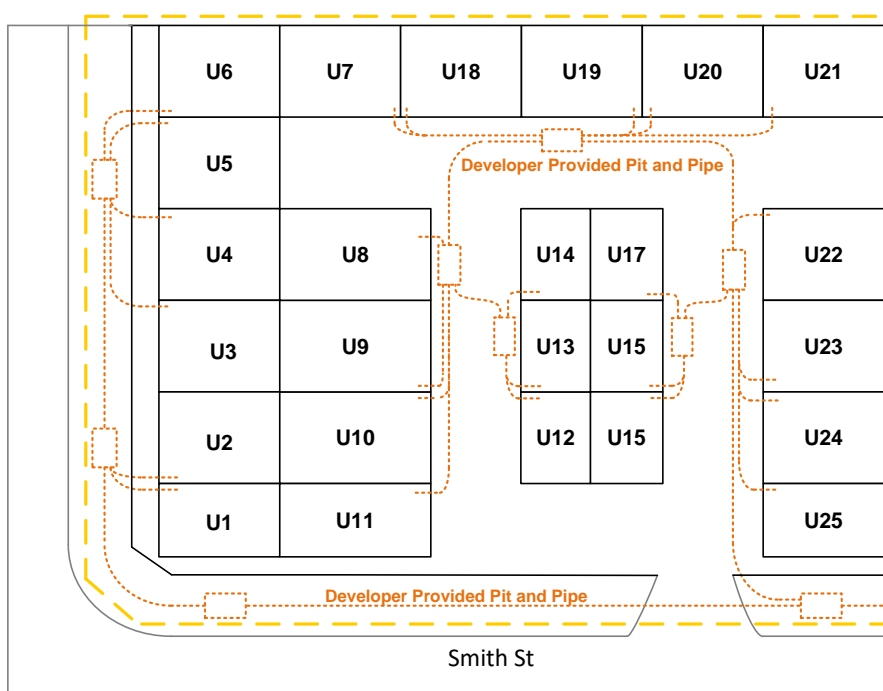 U6 U7 U18 U19 U20 U21
Developer Provided Pit and Pipe
U5
U4 U8 U14 U17 U22
U3 U9 U13 U15 U23
U2 U10 U12 U15 U24
U1 U11 U25
Developer Provided Pit and Pipe
Smith St